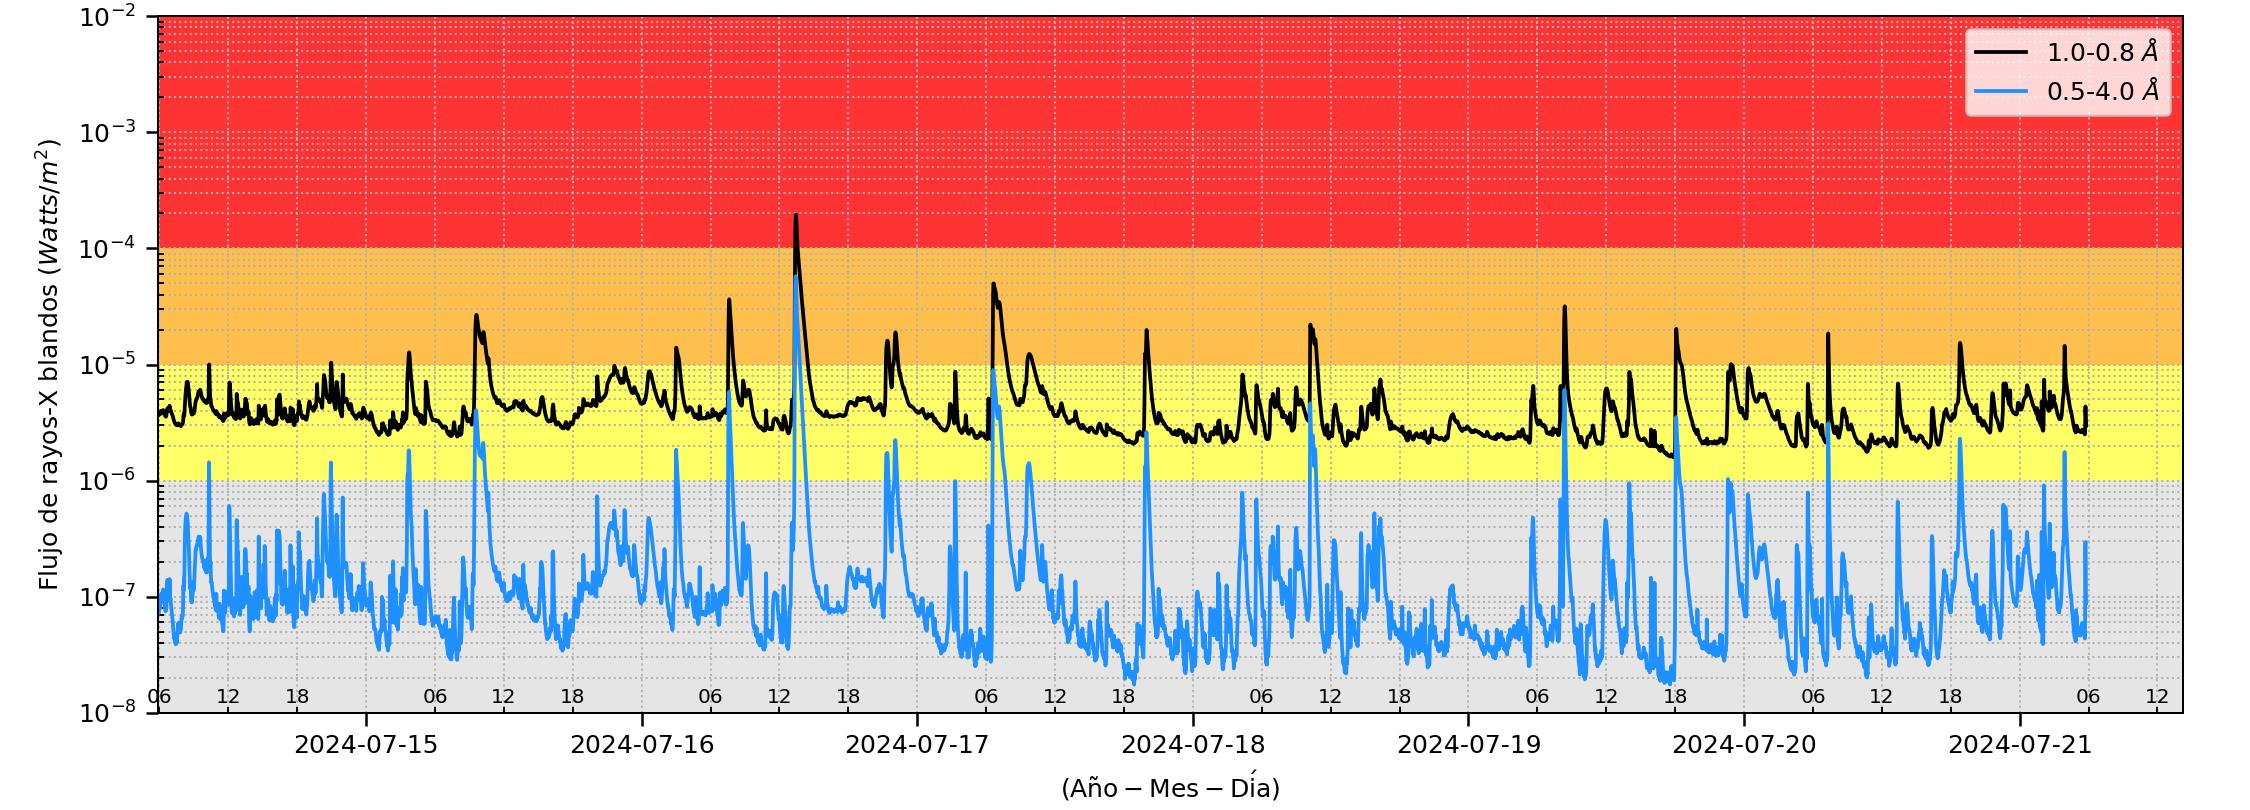 10⁻²
10⁻³
10⁻⁴
10⁻⁵
10⁻⁶
10⁻⁷
10⁻⁸
Flujo de rayos-X blandos (Watts/m²)
1.0-0.8 Å
0.5-4.0 Å
06 12 18 06 12 18 06 12 18 06 12 18 06 12 18 06 12 18 06 12 18 06 12
2024-07-15 2024-07-16 2024-07-17 2024-07-18 2024-07-19 2024-07-20 2024-07-21
(Año − Mes − Día)